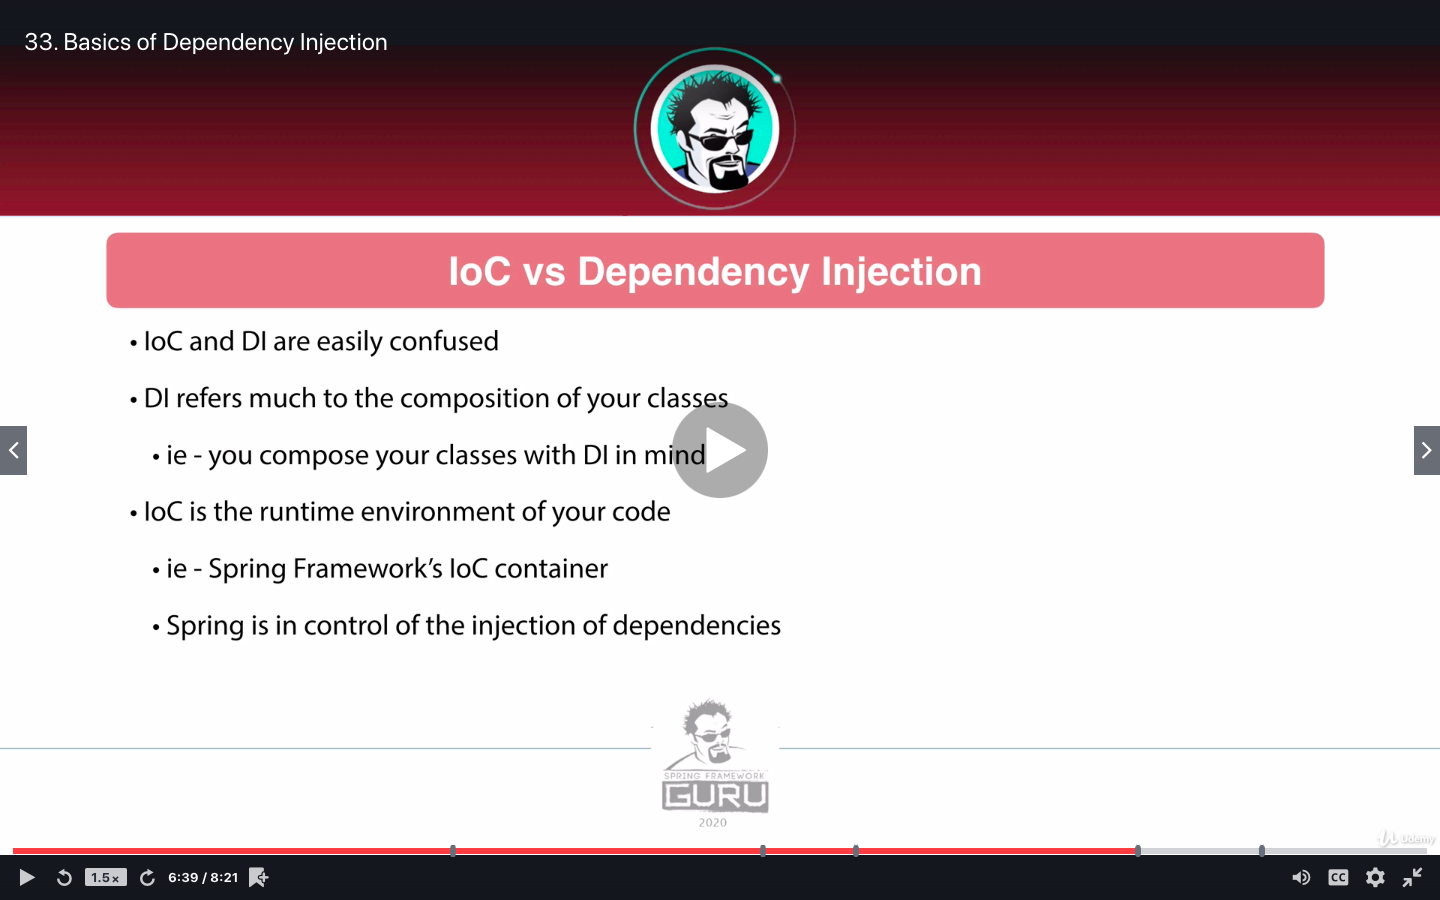 33. Basics of Dependency Injection
IoC vs Dependency Injection
• IoC and DI are easily confused
• DI refers much to the composition of your classes
• ie - you compose your classes with DI in mind
• IoC is the runtime environment of your code
• ie - Spring Framework’s IoC container
• Spring is in control of the injection of dependencies
SPRING FRAMEWORK
GURU
2020
Udemy
1.5x
6:39 / 8:21
CC